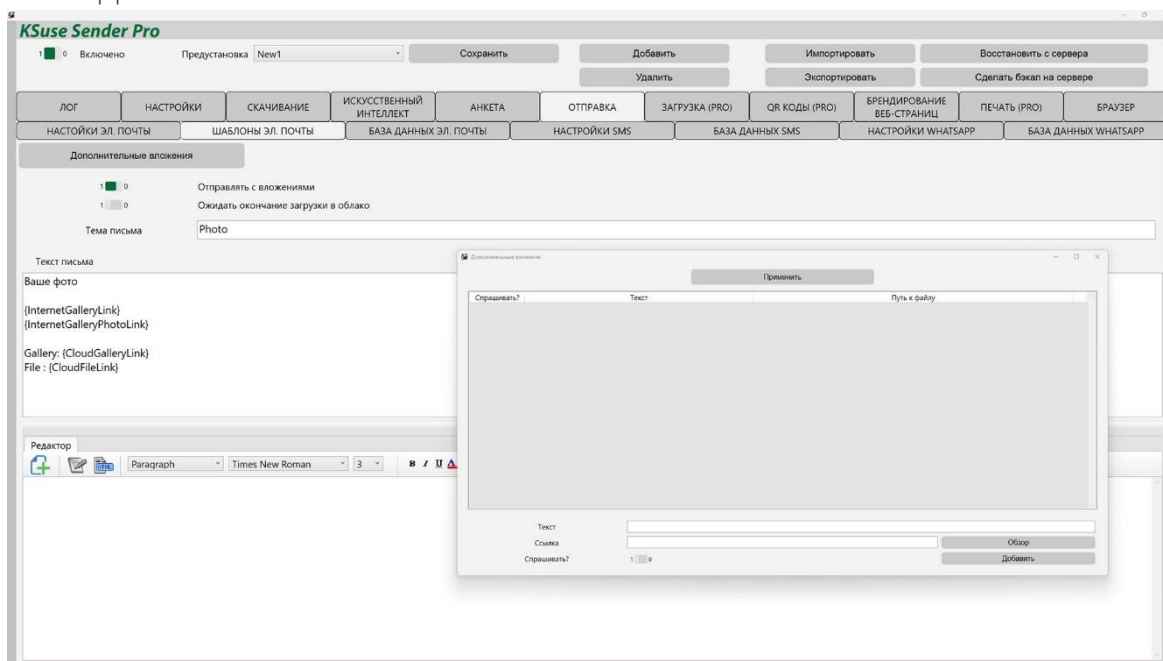 KSuse Sender Pro
1 0 Включено Предустановка New1 Сохранить Добавить Импортировать Восстановить с сервера
Удалить Экспортировать Сделать бэкап на сервере
ЛОГ НАСТРОЙКИ СКАЧИВАНИЕ ИСКУССТВЕННЫЙ ИНТЕЛЛЕКТ АНКЕТА ОТПРАВКА ЗАГРУЗКА (PRO) QR КОДЫ (PRO) БРЕНДИРОВАНИЕ ВЕБ-СТРАНИЦ ПЕЧАТЬ (PRO) БРАУЗЕР
НАСТОЙКИ ЭЛ. ПОЧТЫ ШАБЛОНЫ ЭЛ. ПОЧТЫ БАЗА ДАННЫХ ЭЛ. ПОЧТЫ НАСТРОЙКИ SMS БАЗА ДАННЫХ SMS НАСТРОЙКИ WHATSAPP БАЗА ДАННЫХ WHATSAPP
Дополнительные вложения
1 0 Отправлять с вложениями
1 0 Ожидать окончание загрузки в облако
Тема письма Photo
Текст письма
Ваше фото
{InternetGalleryLink}
{InternetGalleryPhotoLink}
Gallery: {CloudGalleryLink}
File : {CloudFileLink}
Редактор
Paragraph Times New Roman 3 B I U A
Дополнительные вложения
Применить
Спрашивать? Текст Путь к файлу
Текст
Ссылка Обзор
Спрашивать? 1 0 Добавить